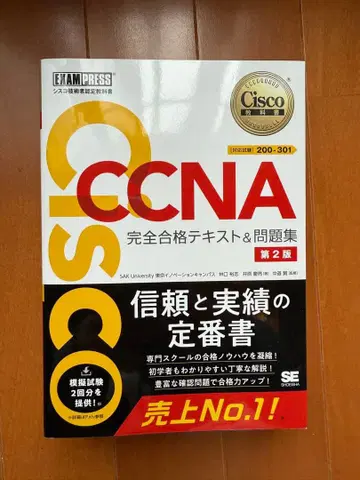 EXAMPRESS®
シスコ技術者認定教科書
Cisco
教科書
[対応試験] 200-301
Cisco
CCNA
完全合格テキスト&問題集
第2版
信頼と実績の
定番書
専門スクールの合格ノウハウを凝縮!
初学者もわかりやすい丁寧な解説!
豊富な確認問題で合格力アップ!
模擬試験
2回分を
提供!
SE
SHOEISHA
売上No.1!